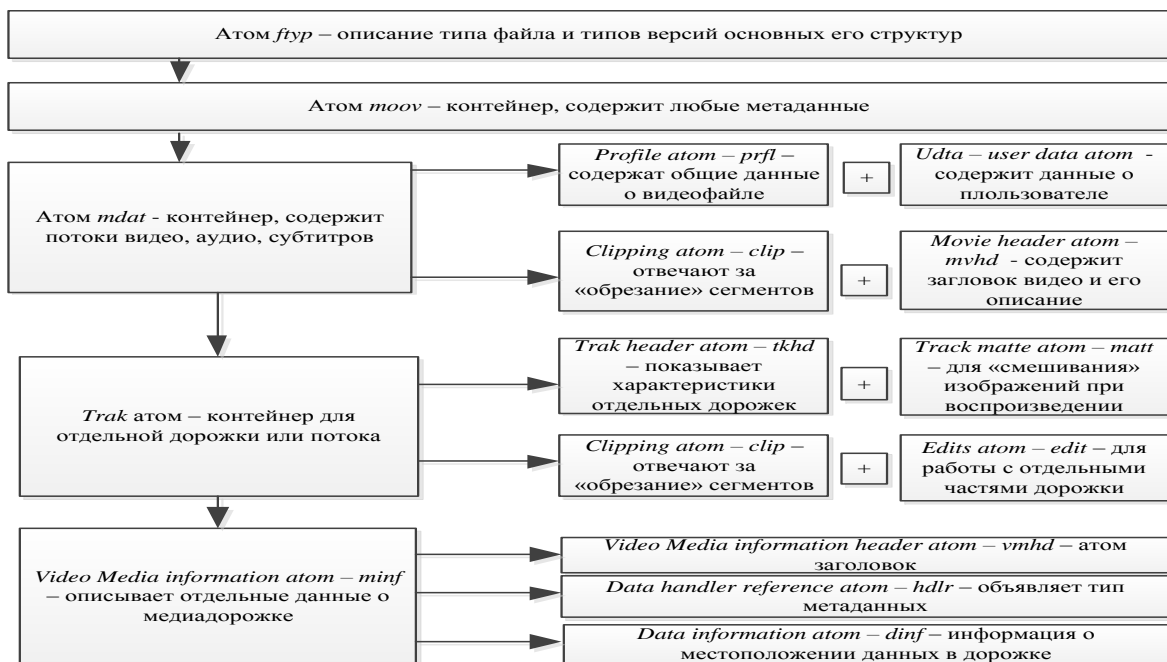 Атом ftyp – описание типа файла и типов версий основных его структур
Атом moov – контейнер, содержит любые метаданные
Атом mdat - контейнер, содержит
потоки видео, аудио, субтитров
Profile atom – prfl –
содержат общие данные
о видеофайле
+
Udta – user data atom -
содержит данные о
плользователе
Clipping atom – clip –
отвечают за
«обрезание» сегментов
+
Movie header atom –
mvhd - содержит
загловок видео и его
описание
Trak атом – контейнер для
отдельной дорожки или потока
Trak header atom – tkhd
– показывает
характеристики
отдельных дорожек
+
Track matte atom – matt
– для «смешивания»
изображений при
воспроизведении
Clipping atom – clip –
отвечают за
«обрезание» сегментов
+
Edits atom – edit – для
работы с отдельными
частями дорожки
Video Media information atom – minf
– описывает отдельные данные о
медиадорожке
Video Media information header atom – vmhd – атом
заголовок
Data handler reference atom – hdlr – объявляет тип
метаданных
Data information atom – dinf – информация о
местоположении данных в дорожке